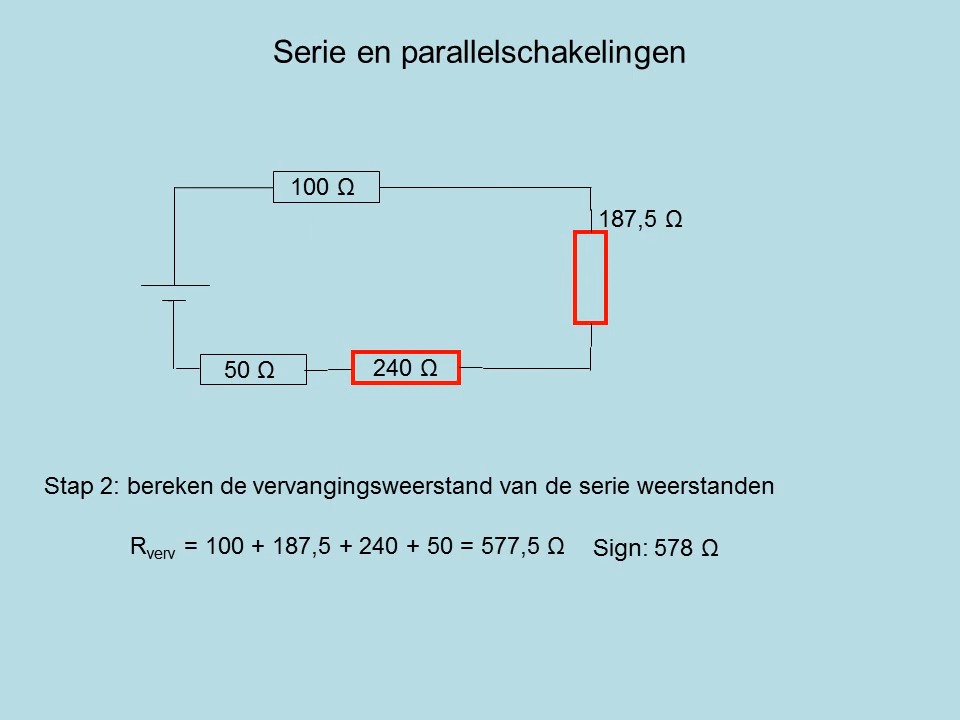 Serie en parallelschakelingen
100 Ω
187,5 Ω
50 Ω
240 Ω
Stap 2: bereken de vervangingsweerstand van de serie weerstanden
Rverv = 100 + 187,5 + 240 + 50 = 577,5 Ω Sign: 578 Ω